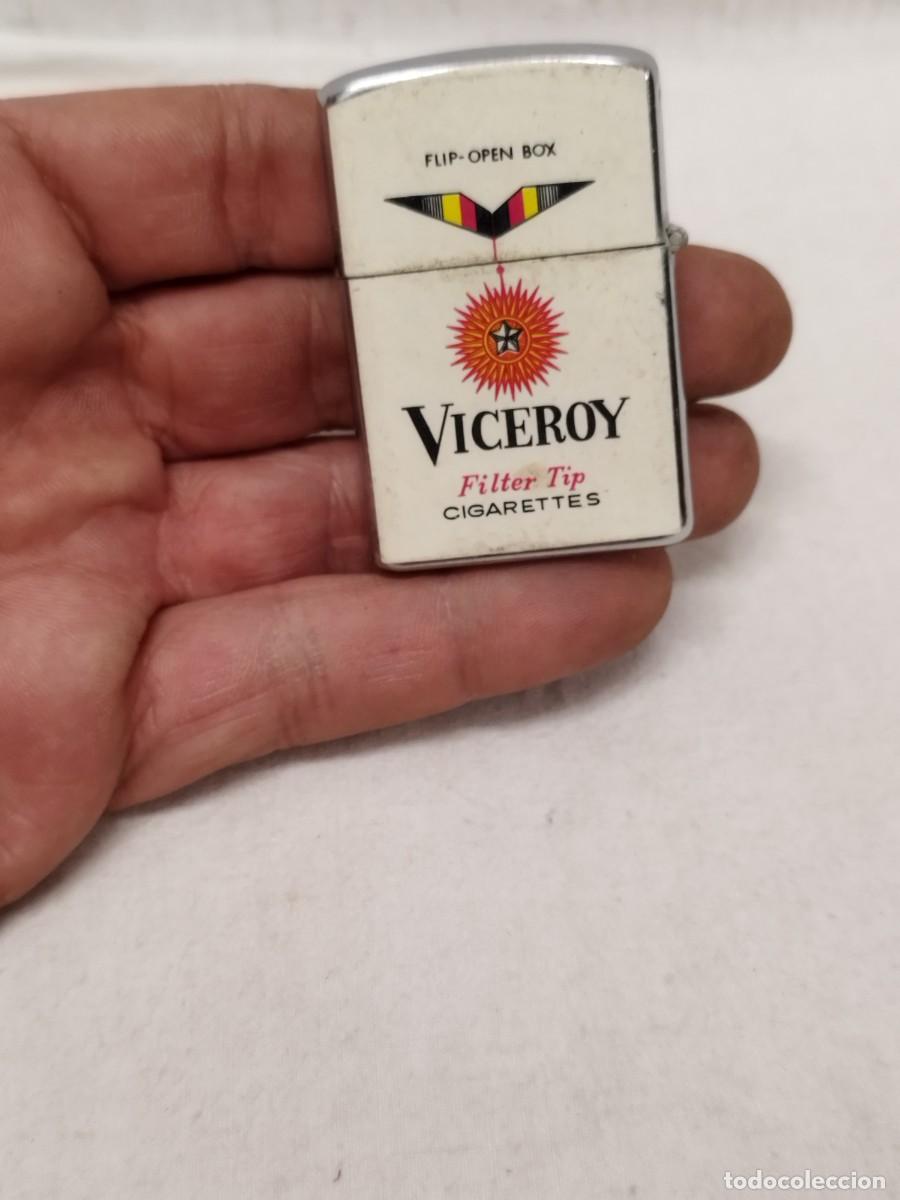 FLIP-OPEN BOX
VICEROY
Filter Tip
CIGARETTES
todocoleccion